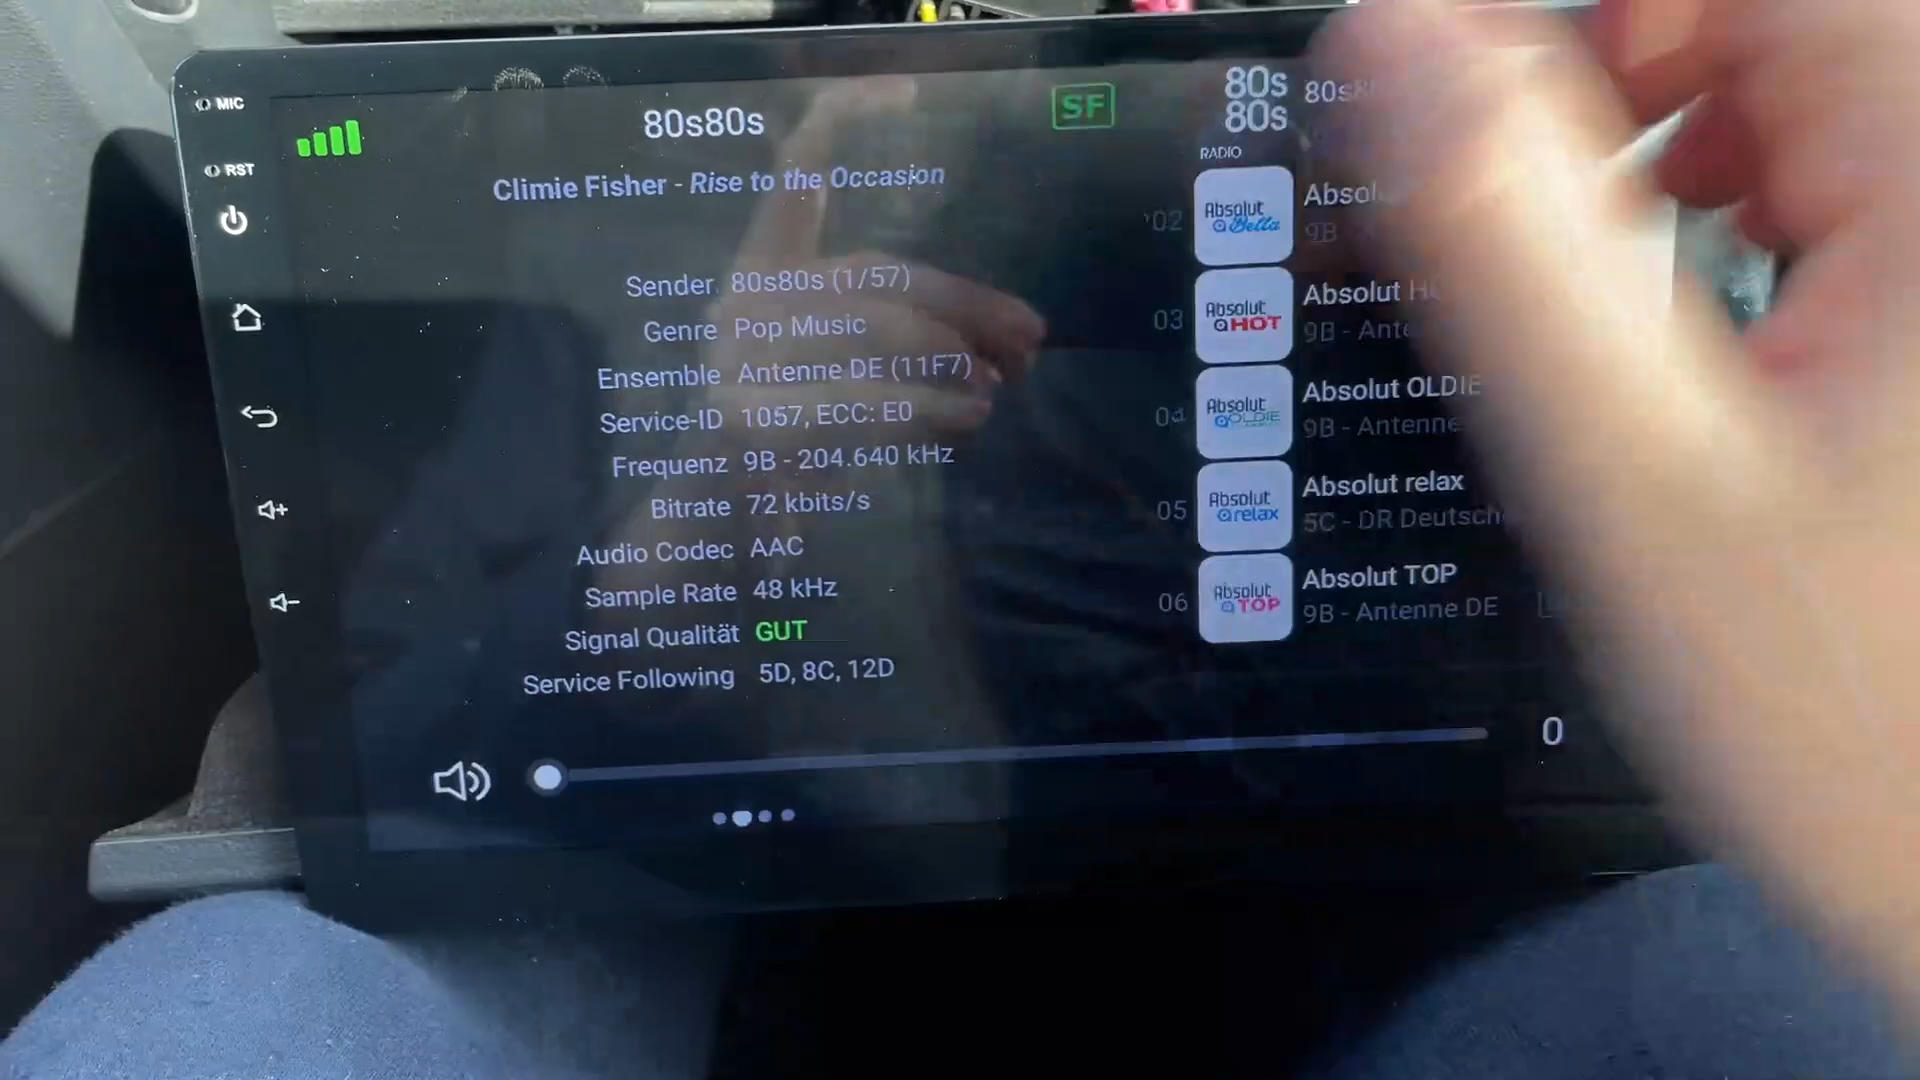 MIC
RST
80s80s
SF
Climie Fisher - Rise to the Occasion
Sender. 80s80s (1/57)
Genre Pop Music
Ensemble Antenne DE (11F7)
Service-ID 1057, ECC: E0
Frequenz 9B - 204.640 kHz
Bitrate 72 kbits/s
Audio Codec AAC
Sample Rate 48 kHz
Signal Qualität GUT
Service Following 5D, 8C, 12D
0
80s
80s
RADIO
02
Absolut
Bella
9B
03
Absolut
HOT
Absolut
9B -
04
Absolut
OLDIE
Absolut OLDIE
9B - Antenne
05
Absolut
relax
Absolut relax
5C - DR Deutsch
06
Absolut
TOP
Absolut TOP
9B - Antenne DE